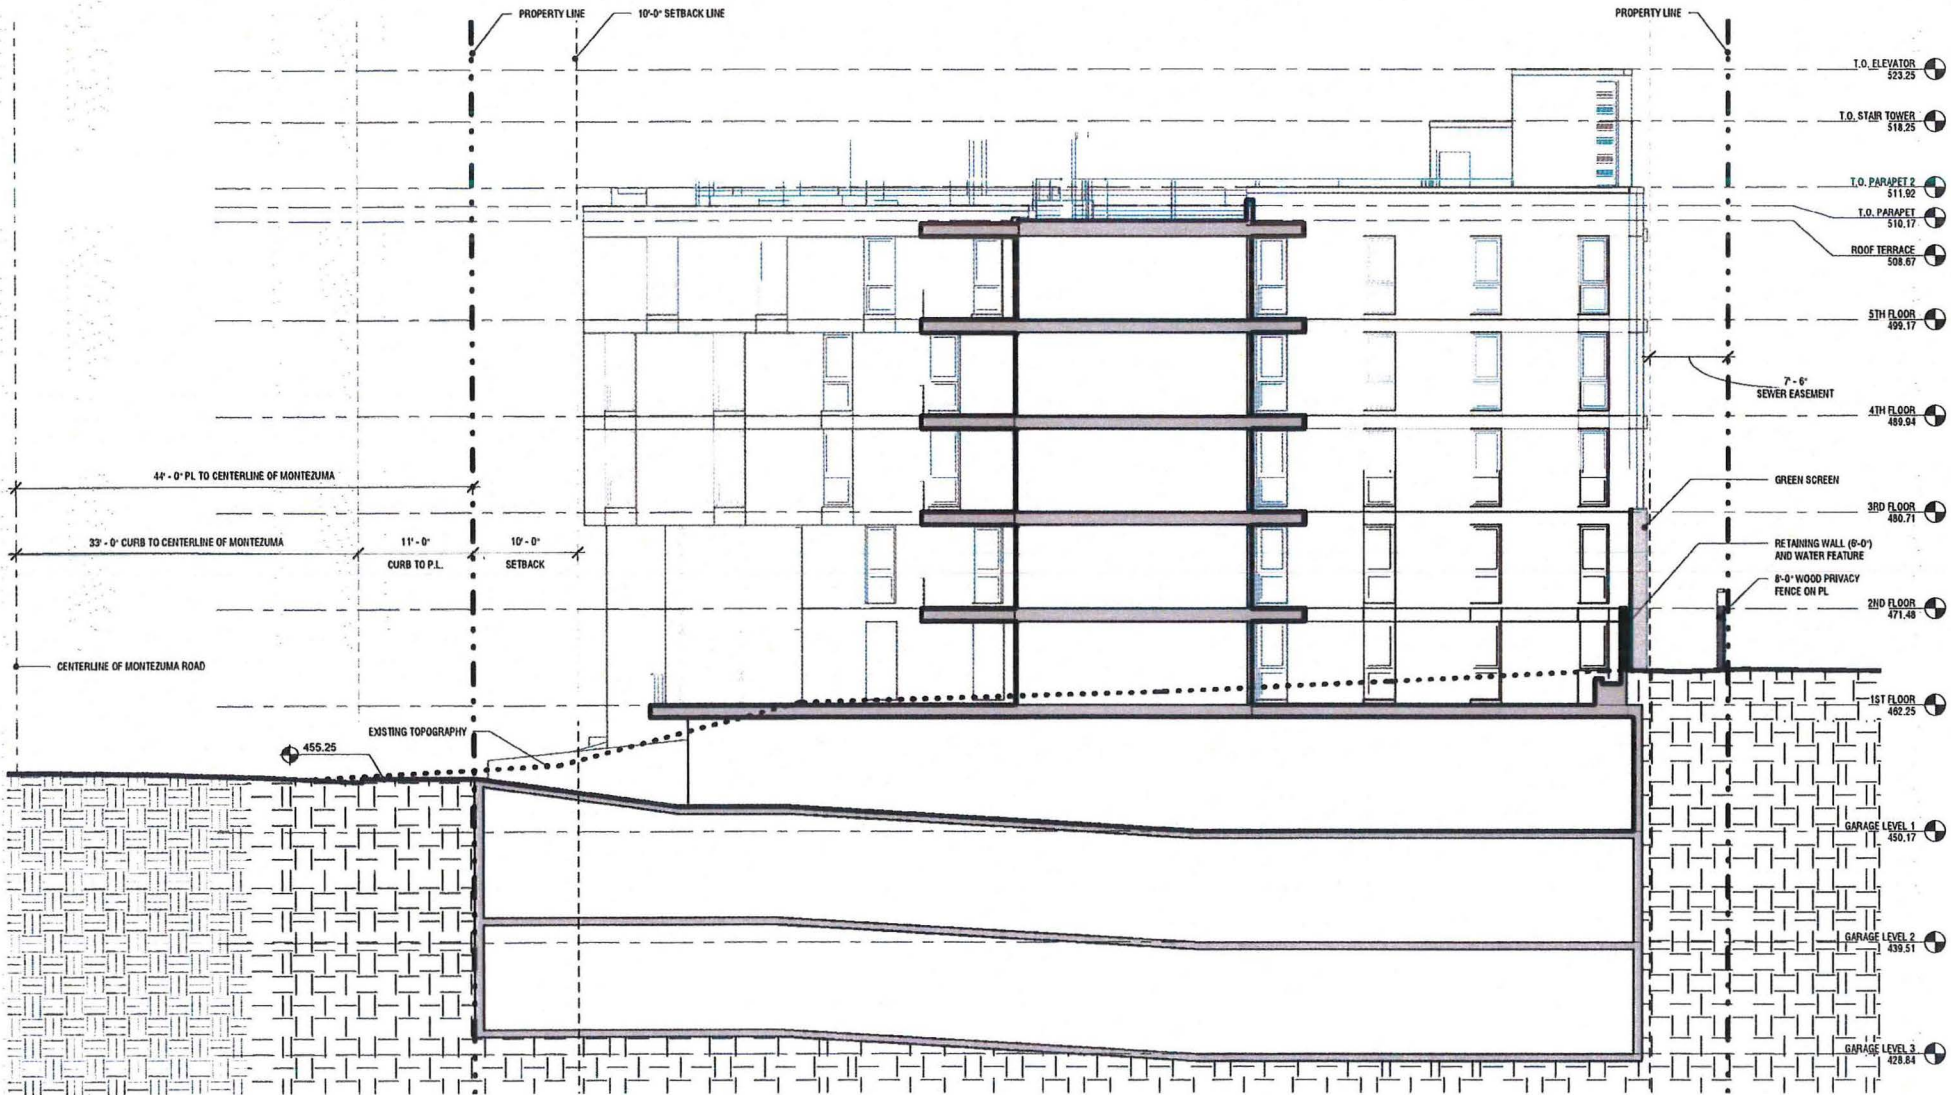 PROPERTY LINE
10'-0" SETBACK LINE
PROPERTY LINE
T.O. ELEVATOR
523.25
T.O. STAIR TOWER
518.25
T.O. PARAPET 2
511.92
T.O. PARAPET
510.17
ROOF TERRACE
508.67
5TH FLOOR
499.17
7' - 6"
SEWER EASEMENT
4TH FLOOR
489.94
44' - 0" PL TO CENTERLINE OF MONTEZUMA
GREEN SCREEN
3RD FLOOR
480.71
33' - 0" CURB TO CENTERLINE OF MONTEZUMA
11' - 0"
CURB TO P.L.
10' - 0"
SETBACK
RETAINING WALL (6'-0")
AND WATER FEATURE
8'-0" WOOD PRIVACY
FENCE ON PL
2ND FLOOR
471.48
CENTERLINE OF MONTEZUMA ROAD
1ST FLOOR
462.25
EXISTING TOPOGRAPHY
455.25
GARAGE LEVEL 1
450.17
GARAGE LEVEL 2
439.51
GARAGE LEVEL 3
428.84